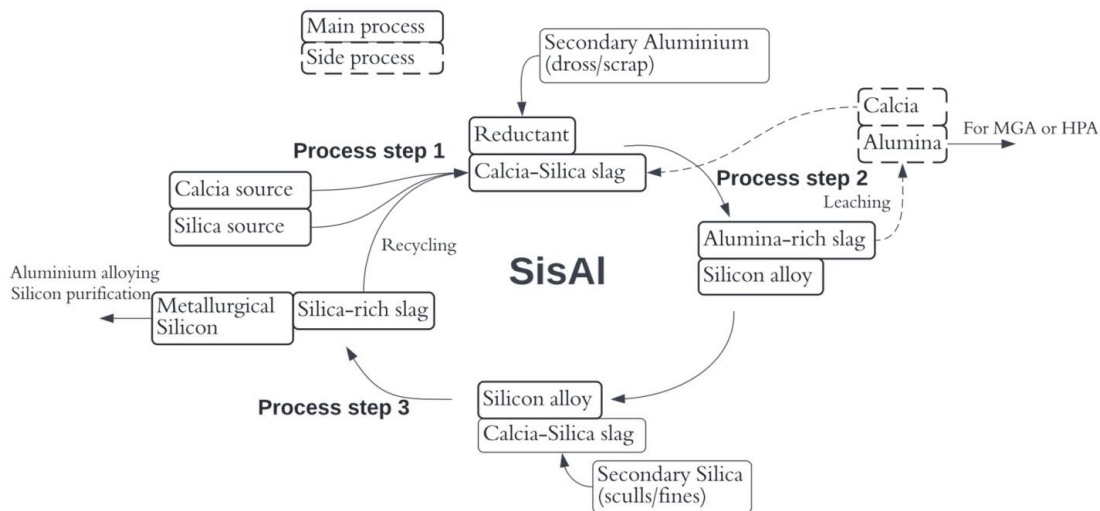 Main process
Side process
Secondary Aluminium
(dross/scrap)
Calcia
Alumina
For MGA or HPA
Reductant
Calcia-Silica slag
Process step 1
Process step 2
Leaching
Calcia source
Silica source
Recycling
Alumina-rich slag
Silicon alloy
SisAl
Aluminium alloying
Silicon purification
Metallurgical
Silicon
Silica-rich slag
Process step 3
Silicon alloy
Calcia-Silica slag
Secondary Silica
(sculls/fines)